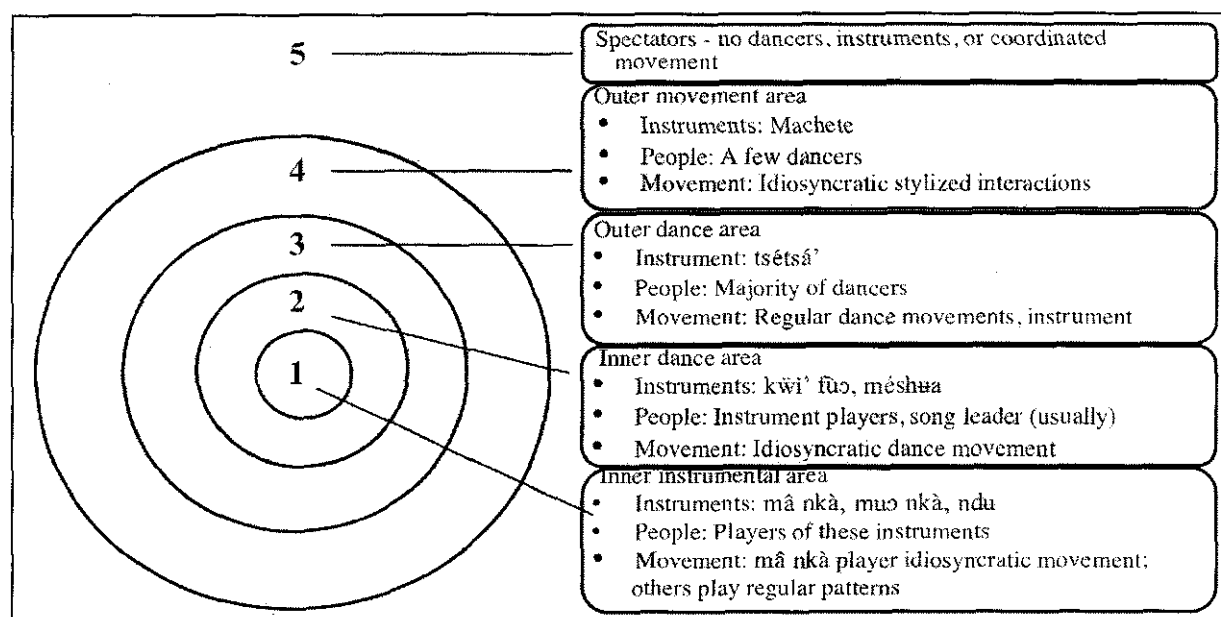 5
Spectators - no dancers, instruments, or coordinated
movement
4
Outer movement area
• Instruments: Machete
• People: A few dancers
• Movement: Idiosyncratic stylized interactions
3
Outer dance area
• Instrument: tsétsá’
• People: Majority of dancers
• Movement: Regular dance movements, instrument
2
Inner dance area
• Instruments: kẅi’ fùɔ, méshʉa
• People: Instrument players, song leader (usually)
• Movement: Idiosyncratic dance movement
1
Inner instrumental area
• Instruments: mâ nkà, muɔ nkà, ndu
• People: Players of these instruments
• Movement: mâ nkà player idiosyncratic movement;
others play regular patterns